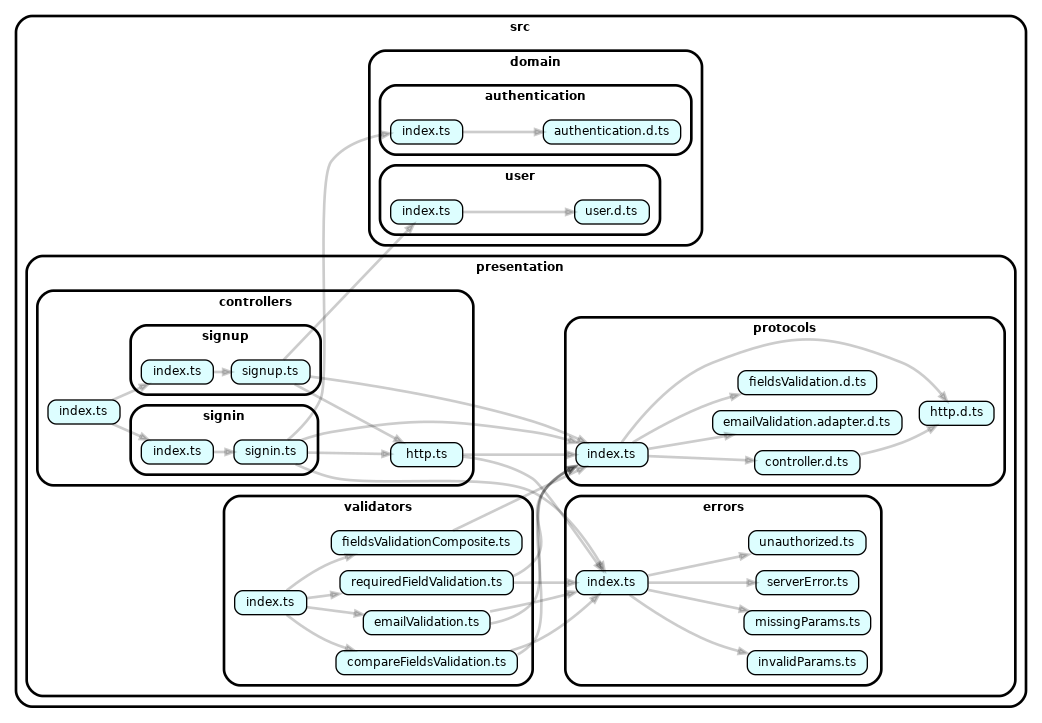 src
domain
authentication
index.ts
authentication.d.ts
user
index.ts
user.d.ts
presentation
controllers
signup
index.ts
signup.ts
index.ts
signin
index.ts
signin.ts
http.ts
protocols
fieldsValidation.d.ts
http.d.ts
emailValidation.adapter.d.ts
index.ts
controller.d.ts
validators
fieldsValidationComposite.ts
requiredFieldValidation.ts
index.ts
emailValidation.ts
compareFieldsValidation.ts
errors
unauthorized.ts
index.ts
serverError.ts
missingParams.ts
invalidParams.ts